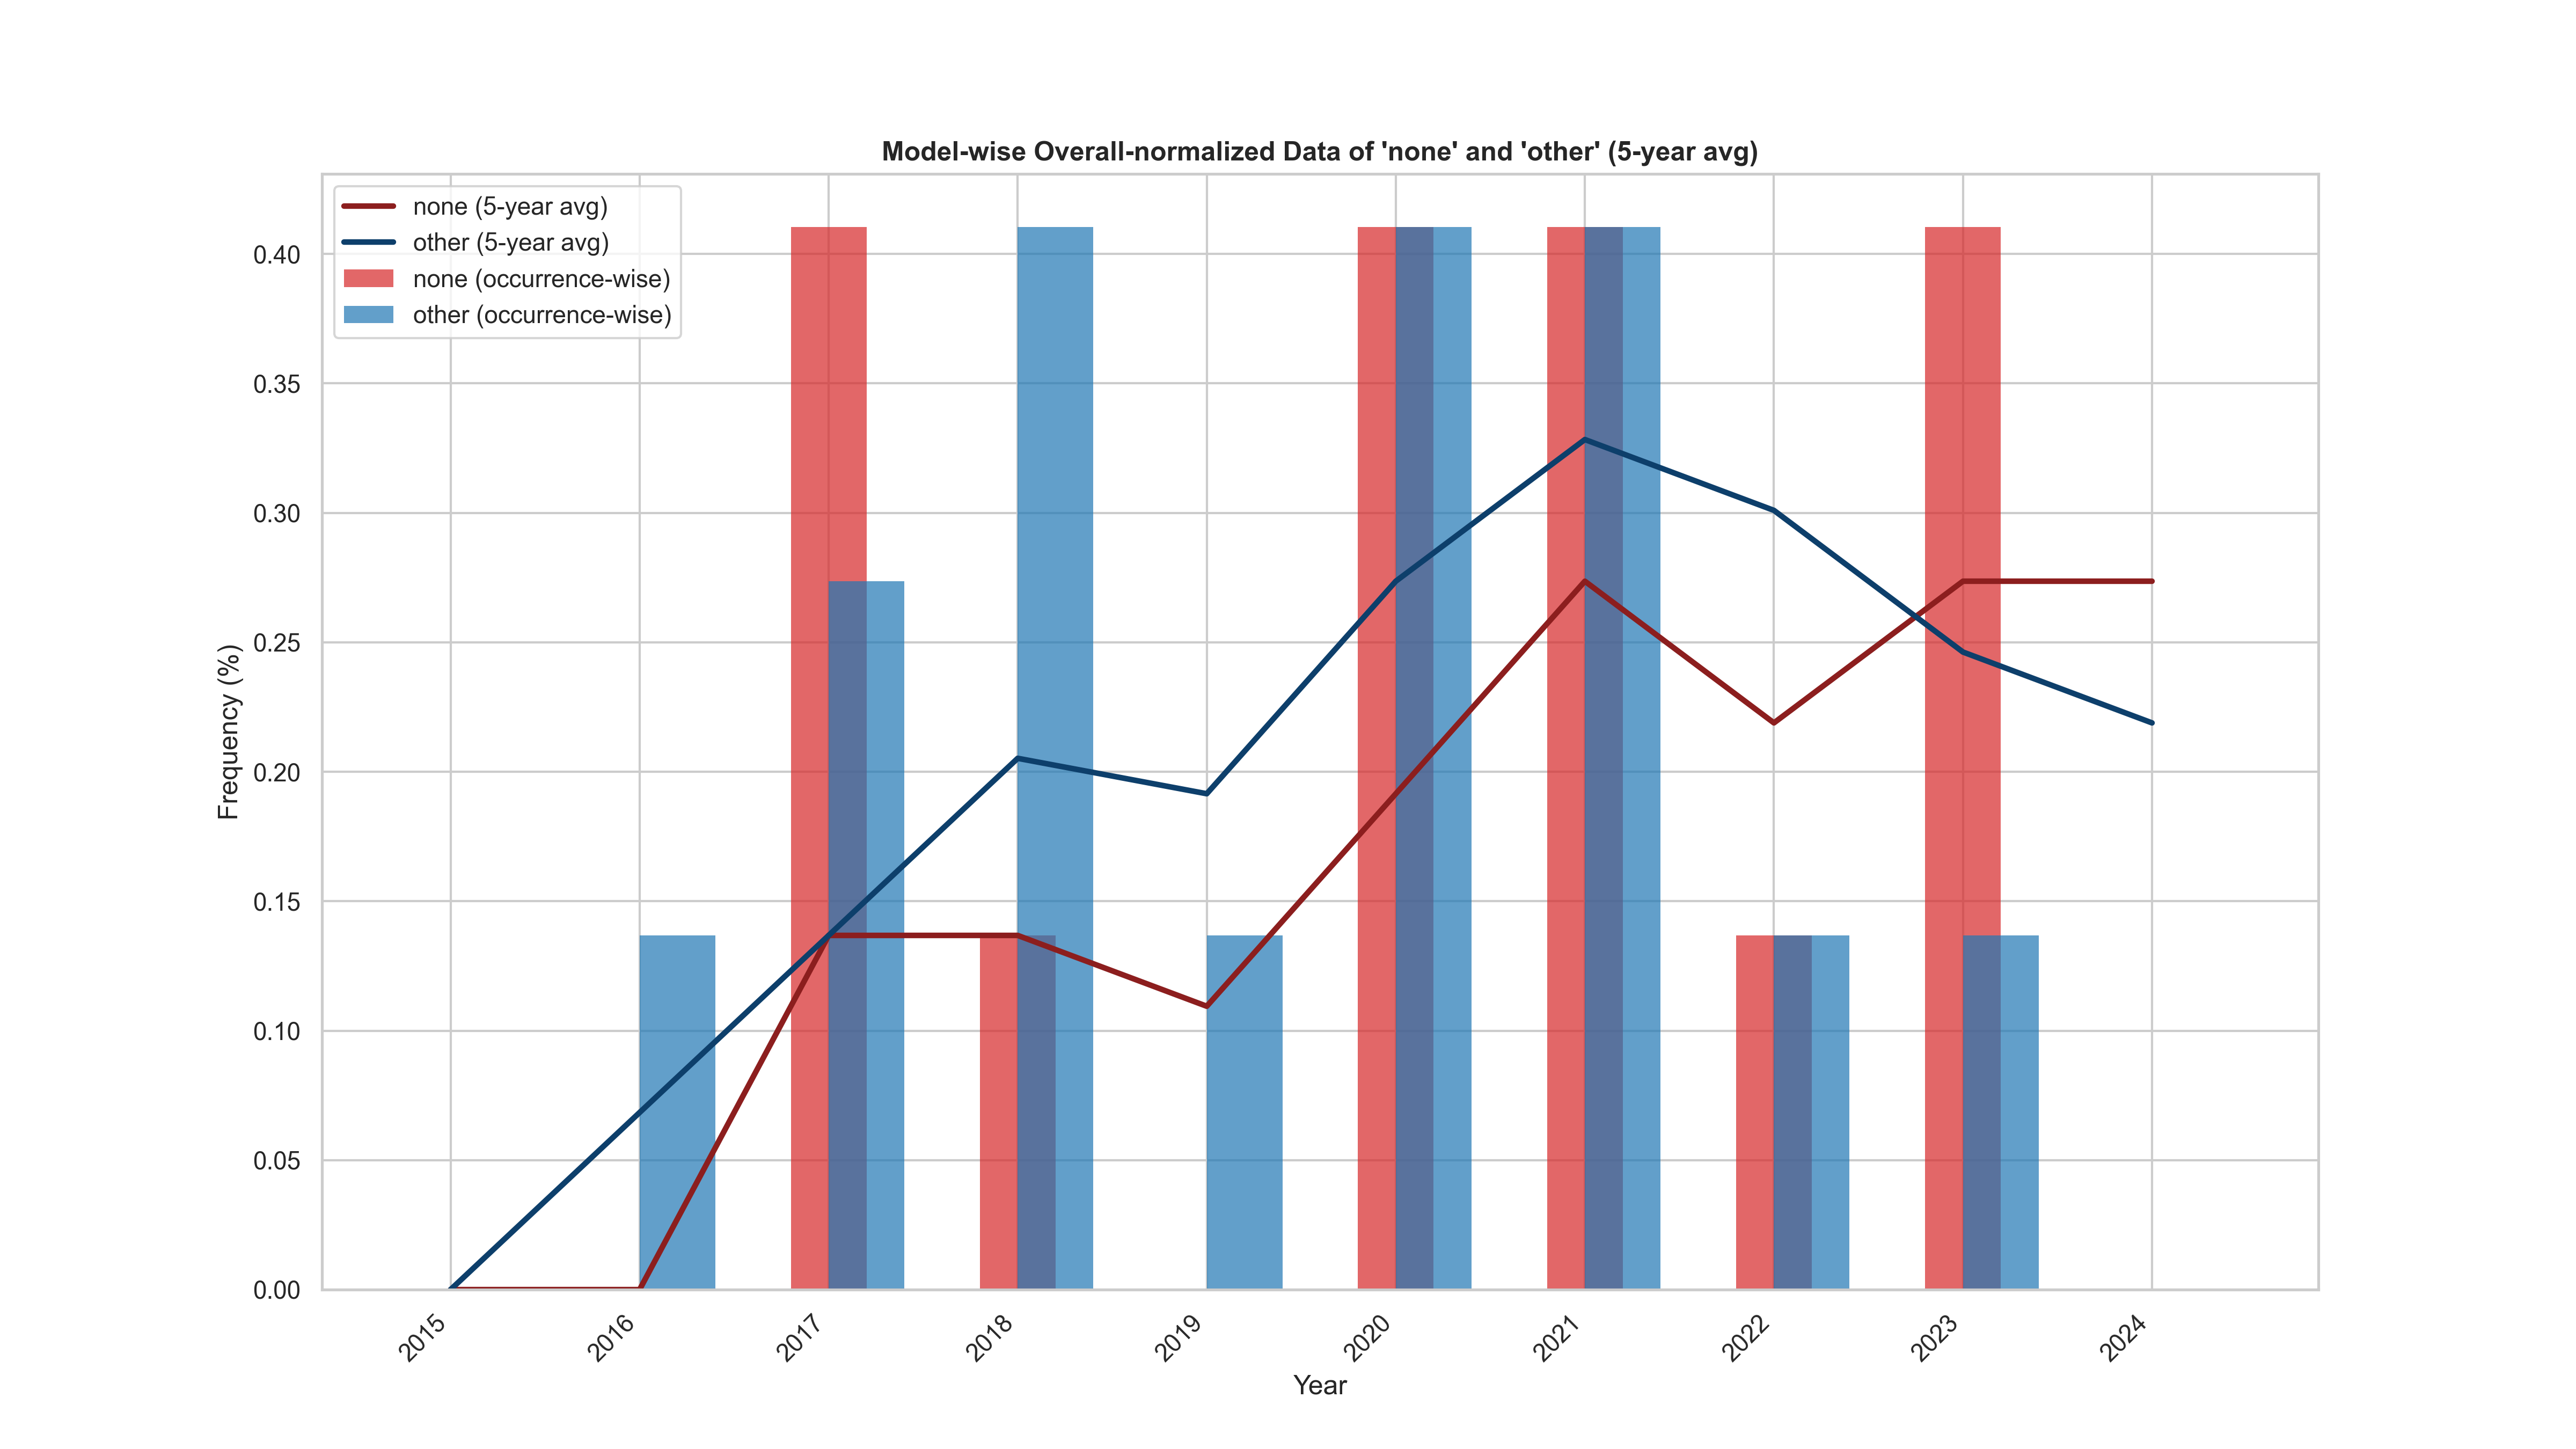 Model-wise Overall-normalized Data of 'none' and 'other' (5-year avg)
none (5-year avg)
other (5-year avg)
none (occurrence-wise)
other (occurrence-wise)
0.40
0.35
0.30
0.25
0.20
0.15
0.10
0.05
0.00
Frequency (%)
2015
2016
2017
2018
2019
2020
2021
2022
2023
2024
Year